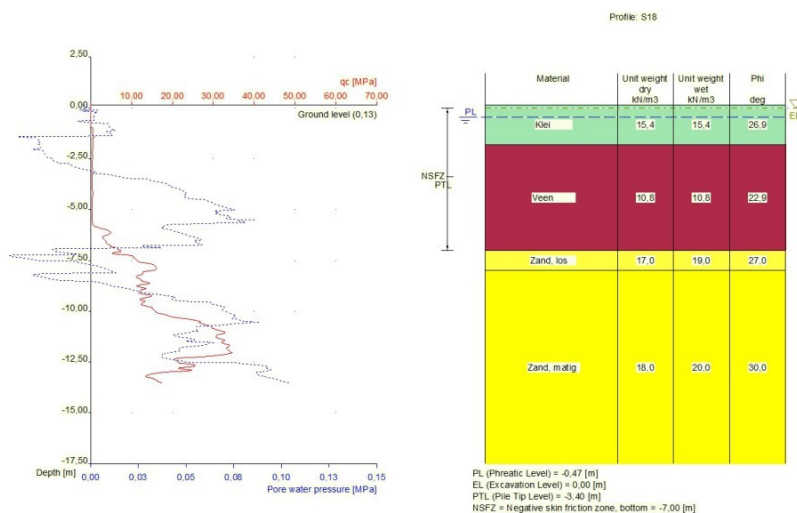 Profile: S18
2,50
qc [MPa]
10,00 20,00 30,00 40,00 50,00 60,00 70,00
0,00
Ground level (0,13)
-2,50
-5,00
-7,50
-10,00
-12,50
-15,00
-17,50
Depth [m]
0,00 0,03 0,05 0,08 0,10 0,13 0,15
Pore water pressure [MPa]
Material Unit weight dry kN/m3 Unit weight wet kN/m3 Phi deg
PL
EL
NSFZ
PTL
Klei 15,4 15,4 26,9
Veen 10,8 10,8 22,9
Zand, los 17,0 19,0 27,0
Zand, matig 18,0 20,0 30,0
PL (Phreatic Level) = -0,47 [m]
EL (Excavation Level) = 0,00 [m]
PTL (Pile Tip Level) = -3,40 [m]
NSFZ = Negative skin friction zone, bottom = -7,00 [m]